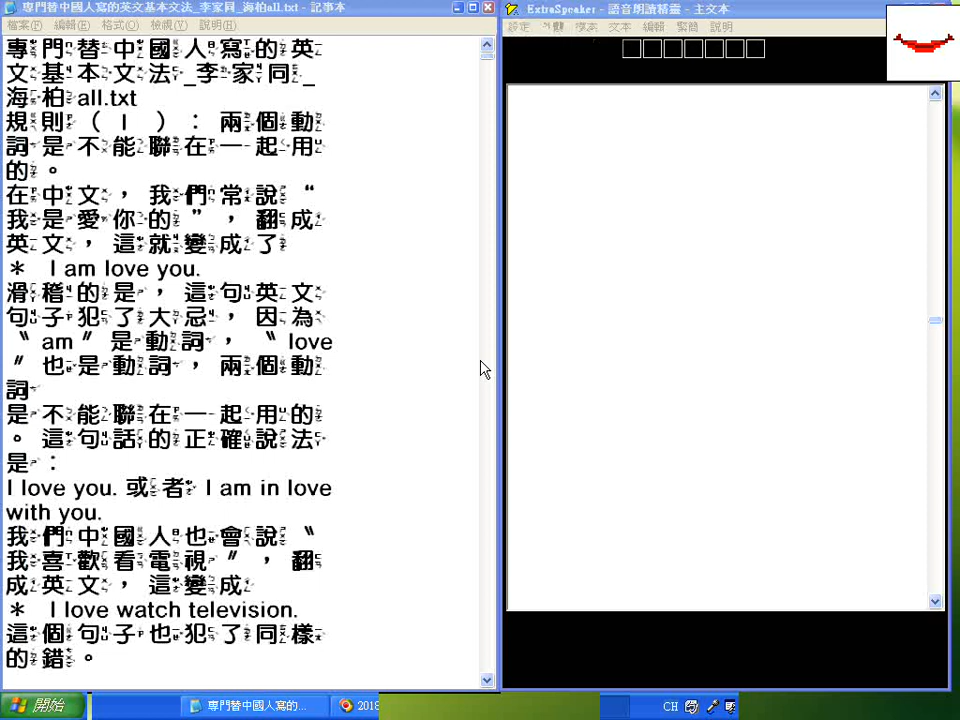 專門替中國人寫的英文基本文法_李家同_海柏all.txt - 記事本
檔案(F) 編輯(E) 格式(O) 檢視(V) 說明(H)
專門替中國人寫的英
文基本文法_李家同_
海柏all.txt
規則（1）：兩個動
詞是不能聯在一起用
的。
在中文，我們常說“
我是愛你的”，翻成
英文，這就變成了
＊ I am love you.
滑稽的是，這句英文
句子犯了大忌，因為
〝am〞是動詞，〝love
〞也是動詞，兩個動
詞
是不能聯在一起用的
。這句話的正確說法
是：
I love you. 或者 I am in love
with you.
我們中國人也會說〝
我喜歡看電視〞，翻
成英文，這變成
＊ I love watch television.
這個句子也犯了同樣
的錯。
ExtraSpeaker - 語音朗讀精靈 - 主文本
設定 外觀 檔案 文本 編輯 繁簡 說明
開始
專門替中國人寫的...
2018
CH